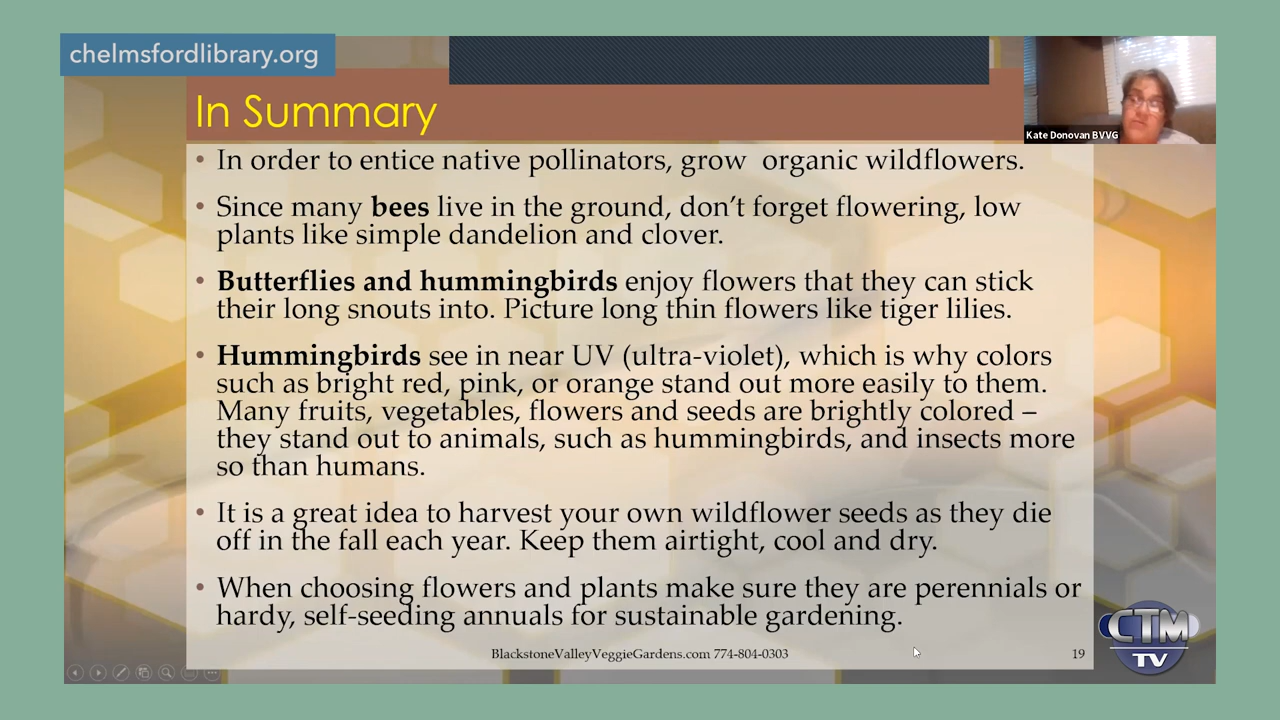 chelmsfordlibrary.org
In Summary
Kate Donovan BVVG
• In order to entice native pollinators, grow  organic wildflowers.
• Since many bees live in the ground, don’t forget flowering, low
plants like simple dandelion and clover.
• Butterflies and hummingbirds enjoy flowers that they can stick
their long snouts into. Picture long thin flowers like tiger lilies.
• Hummingbirds see in near UV (ultra-violet), which is why colors
such as bright red, pink, or orange stand out more easily to them.
Many fruits, vegetables, flowers and seeds are brightly colored –
they stand out to animals, such as hummingbirds, and insects more
so than humans.
• It is a great idea to harvest your own wildflower seeds as they die
off in the fall each year. Keep them airtight, cool and dry.
• When choosing flowers and plants make sure they are perennials or
hardy, self-seeding annuals for sustainable gardening.
BlackstoneValleyVeggieGardens.com 774-804-0303
19
CTM
TV